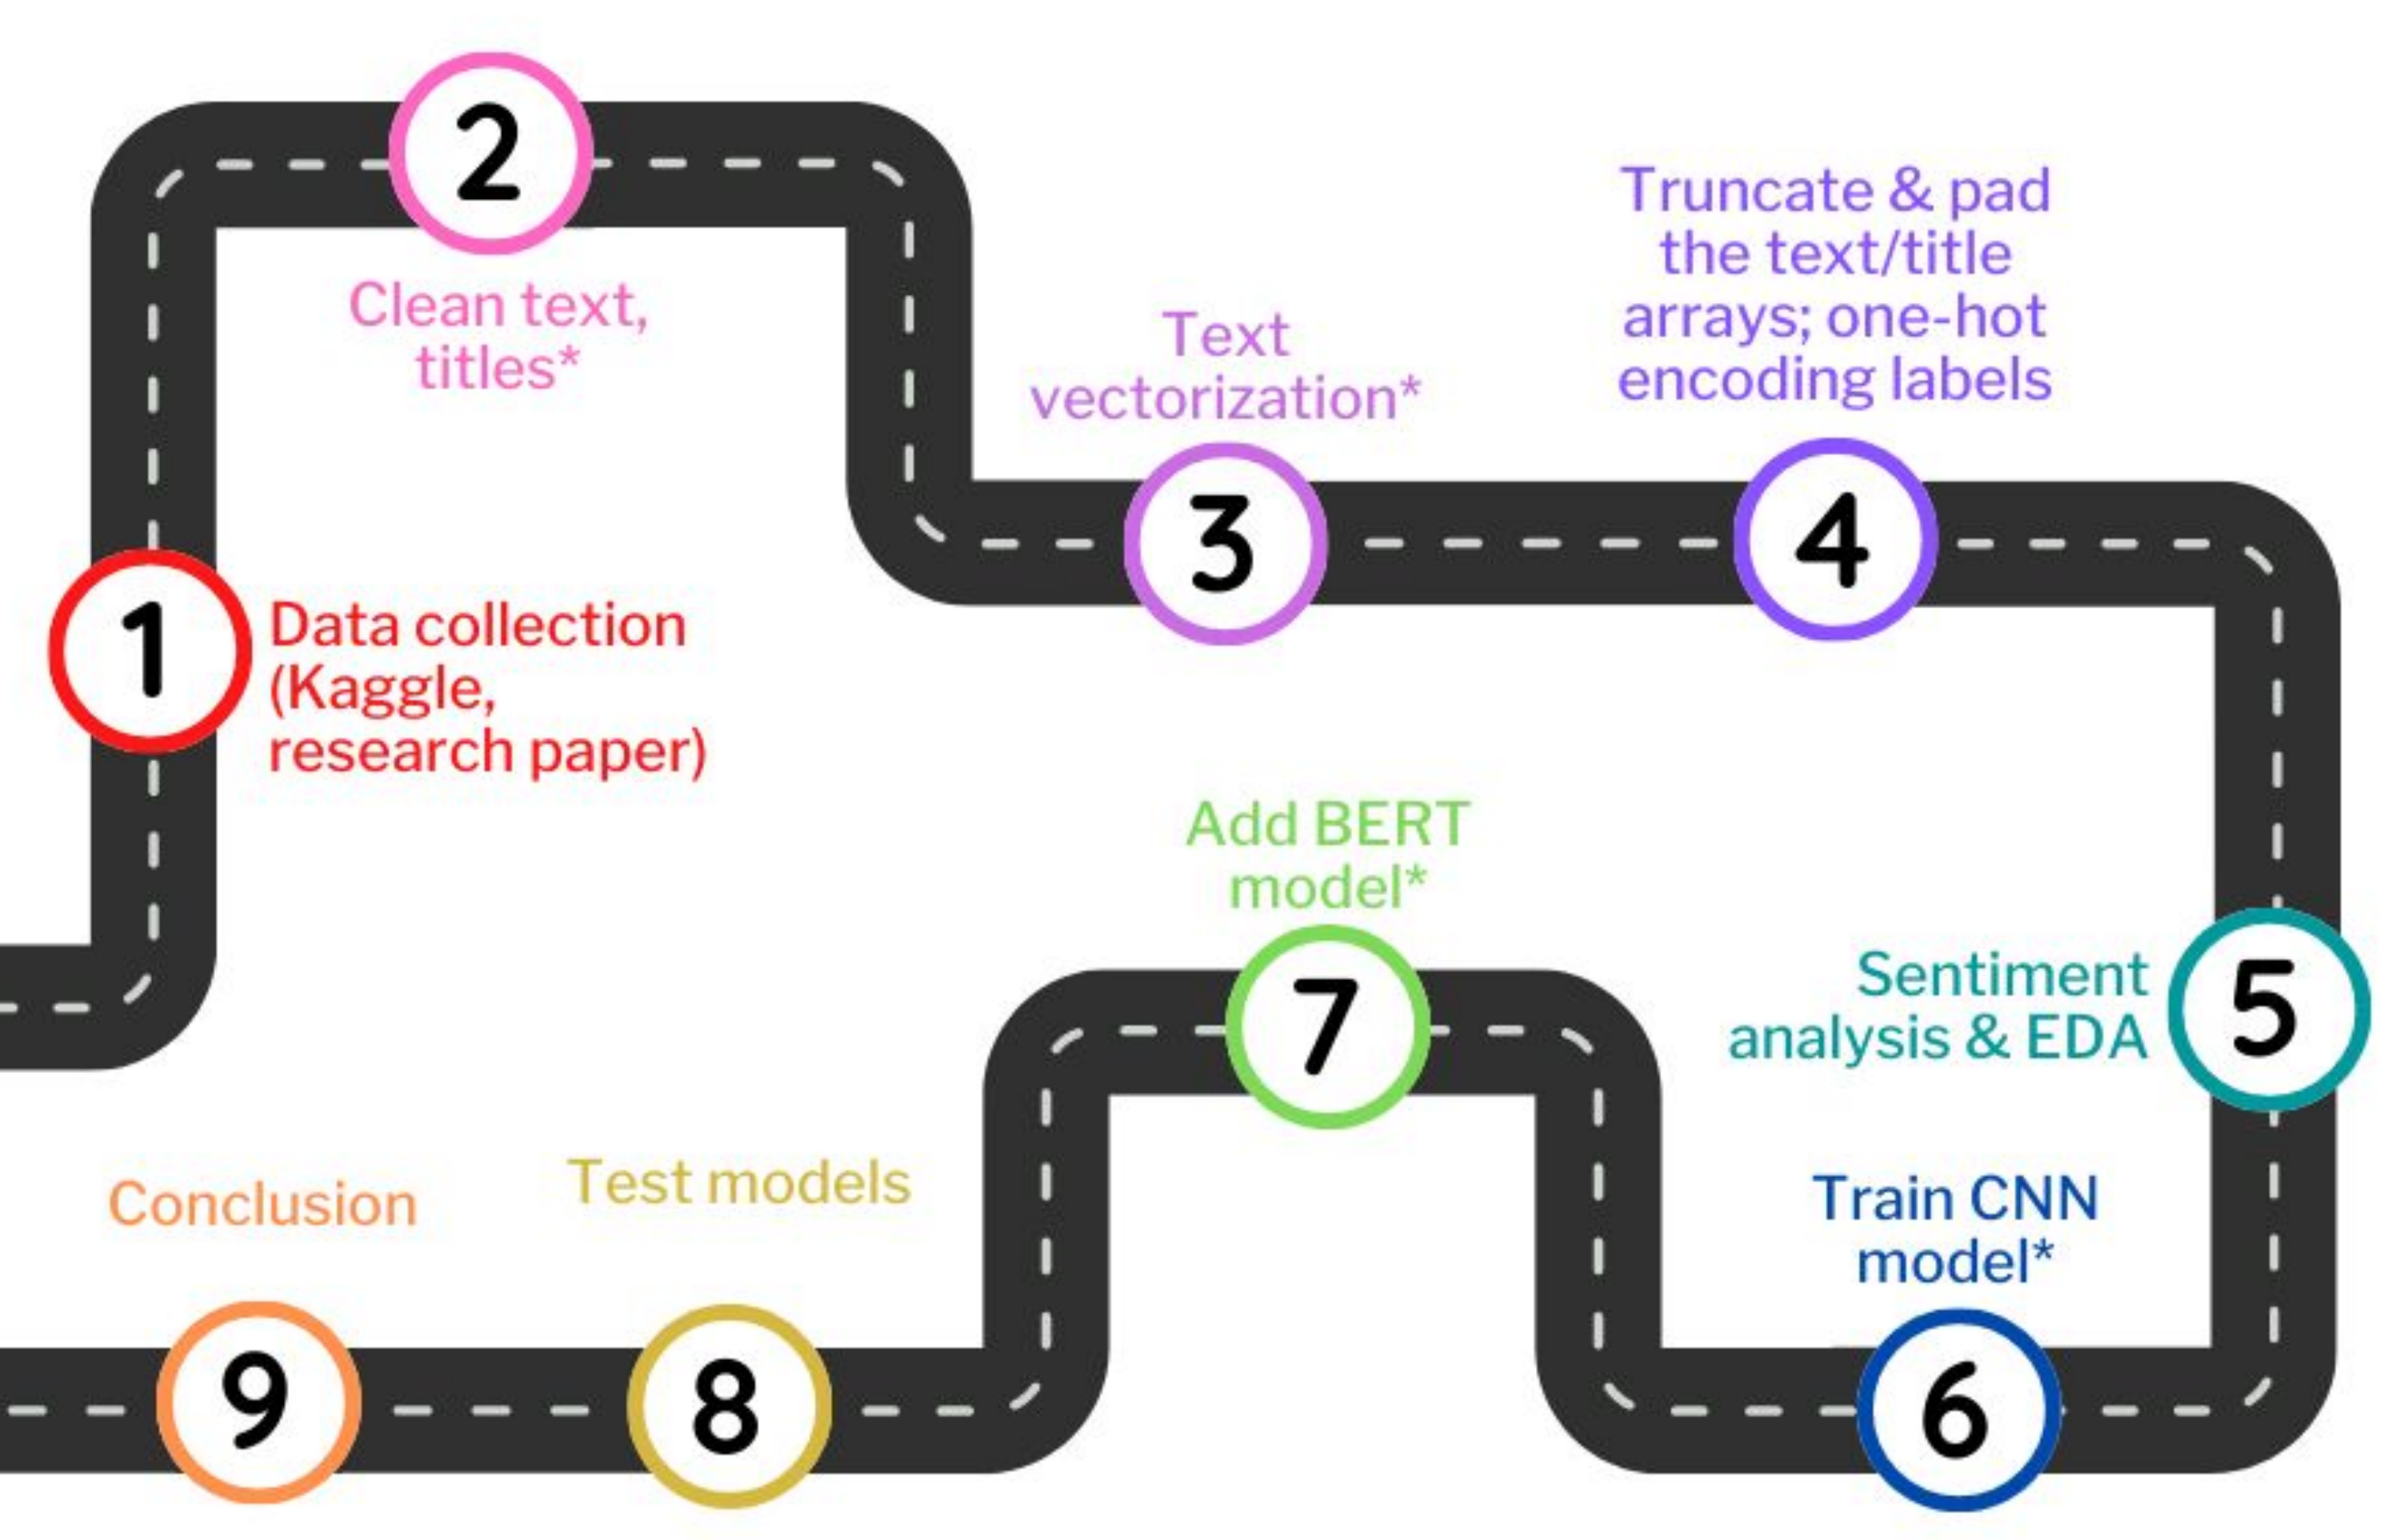 1
Data collection
(Kaggle,
research paper)
2
Clean text,
titles*
Text
vectorization*
3
Truncate & pad
the text/title
arrays; one-hot
encoding labels
4
Sentiment
analysis & EDA
5
Train CNN
model*
6
Add BERT
model*
7
Test models
8
Conclusion
9